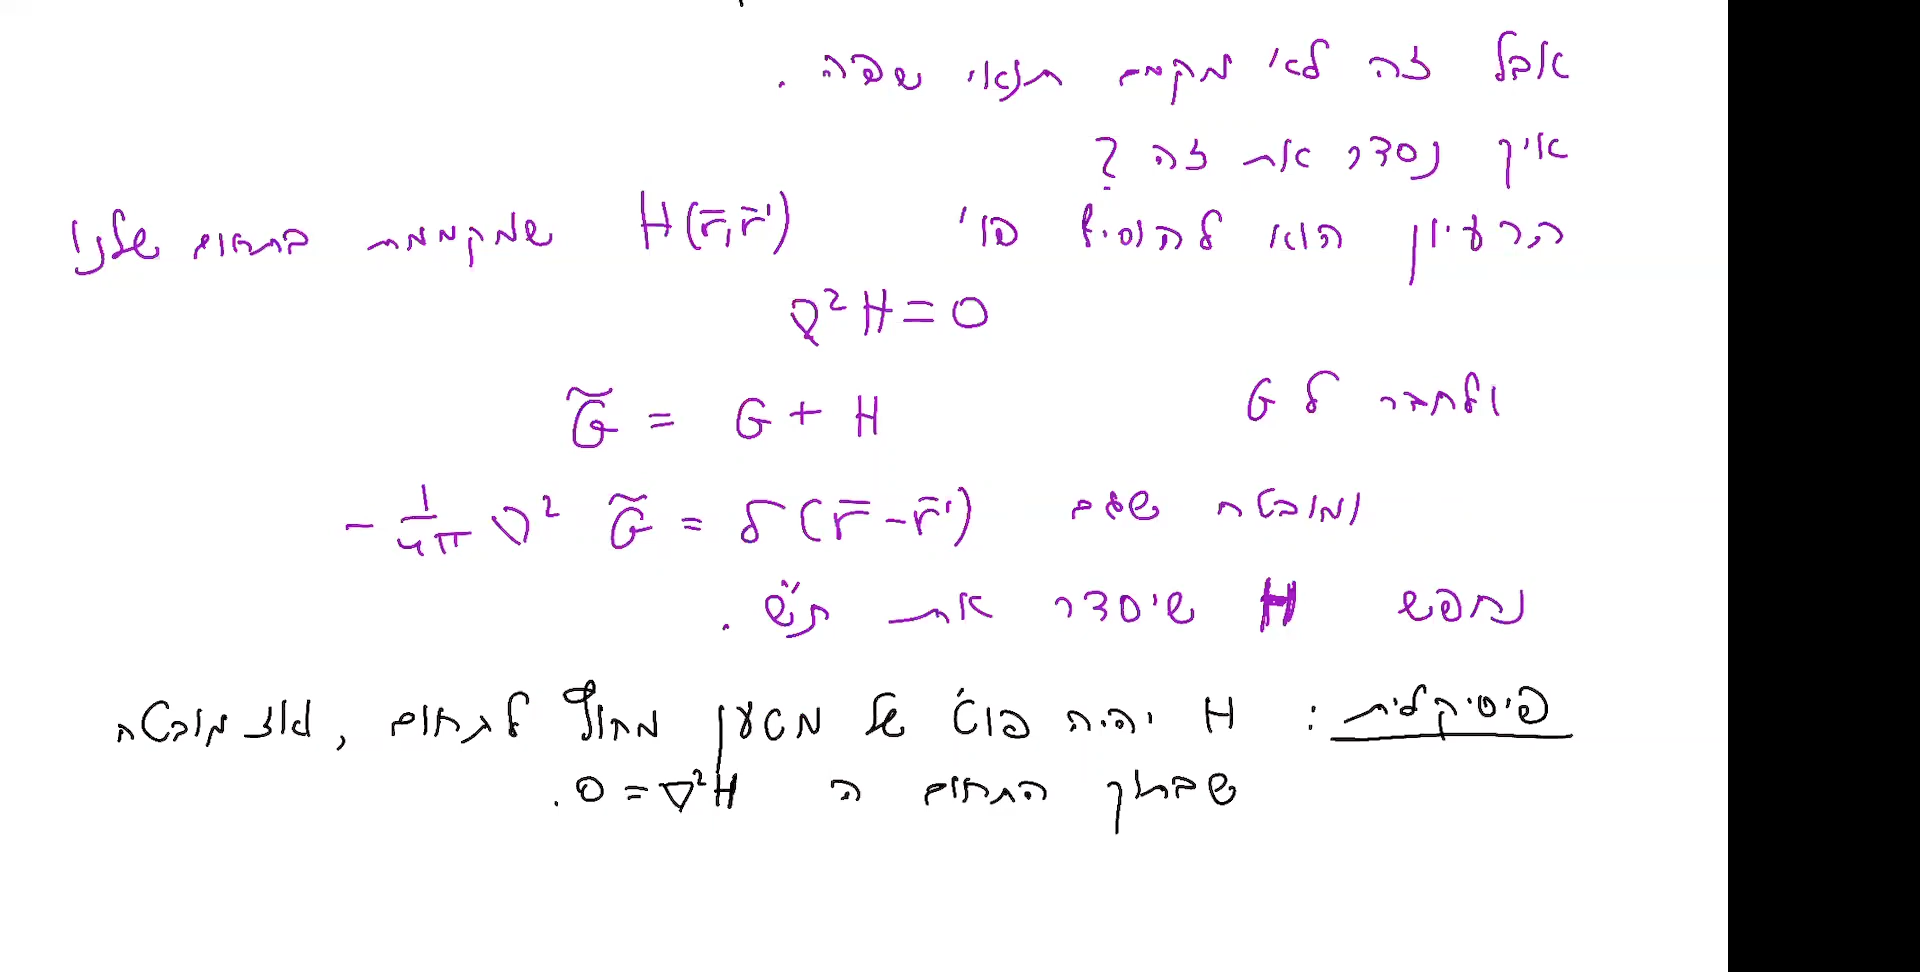 אבל זה לא מקיים תנאי שפה.
איך נסדר את זה?
הרעיון הוא להוסיף פו' H(r̄,r̄') שמקיימת בתחום שלנו
∇²H=0
ולחבר ל G G̃ = G + H
ומובטח שגם -1/4π ∇² G̃ = δ(r̄-r̄')
נחפש H שיסדר את ת"ש.
פיסיקלית: H יהיה פוט' של מטען מחוץ לתחום, ואז מובטח
שבתוך התחום ה ∇²H = 0.